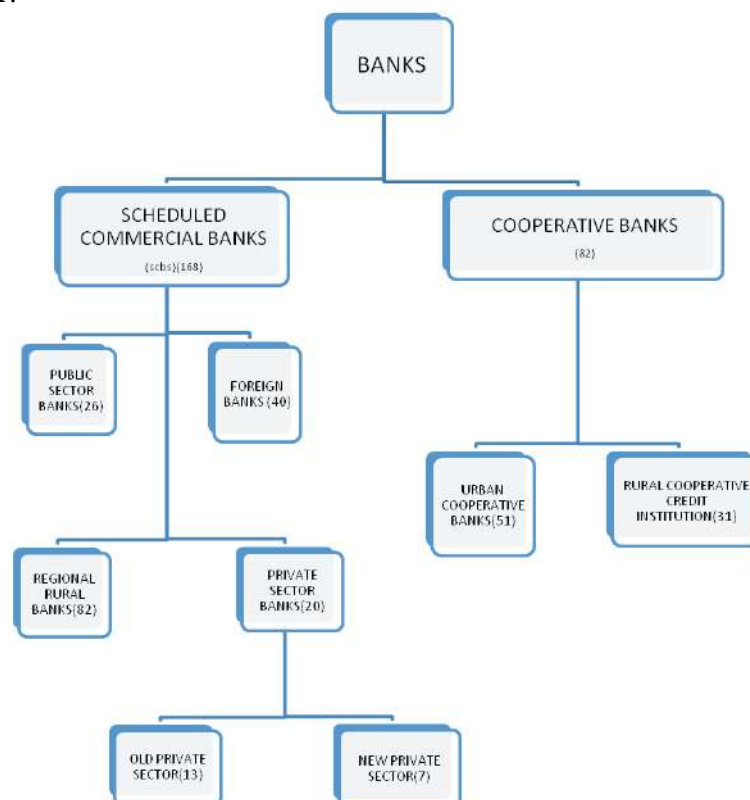 BANKS
SCHEDULED
COMMERCIAL BANKS
(scbs)(168)
COOPERATIVE BANKS
(82)
PUBLIC
SECTOR
BANKS(26)
FOREIGN
BANKS (40)
URBAN
COOPERATIVE
BANKS(51)
RURAL COOPERATIVE
CREDIT
INSTITUTION(31)
REGIONAL
RURAL
BANKS(82)
PRIVATE
SECTOR
BANKS(20)
OLD PRIVATE
SECTOR(13)
NEW PRIVATE
SECTOR(7)